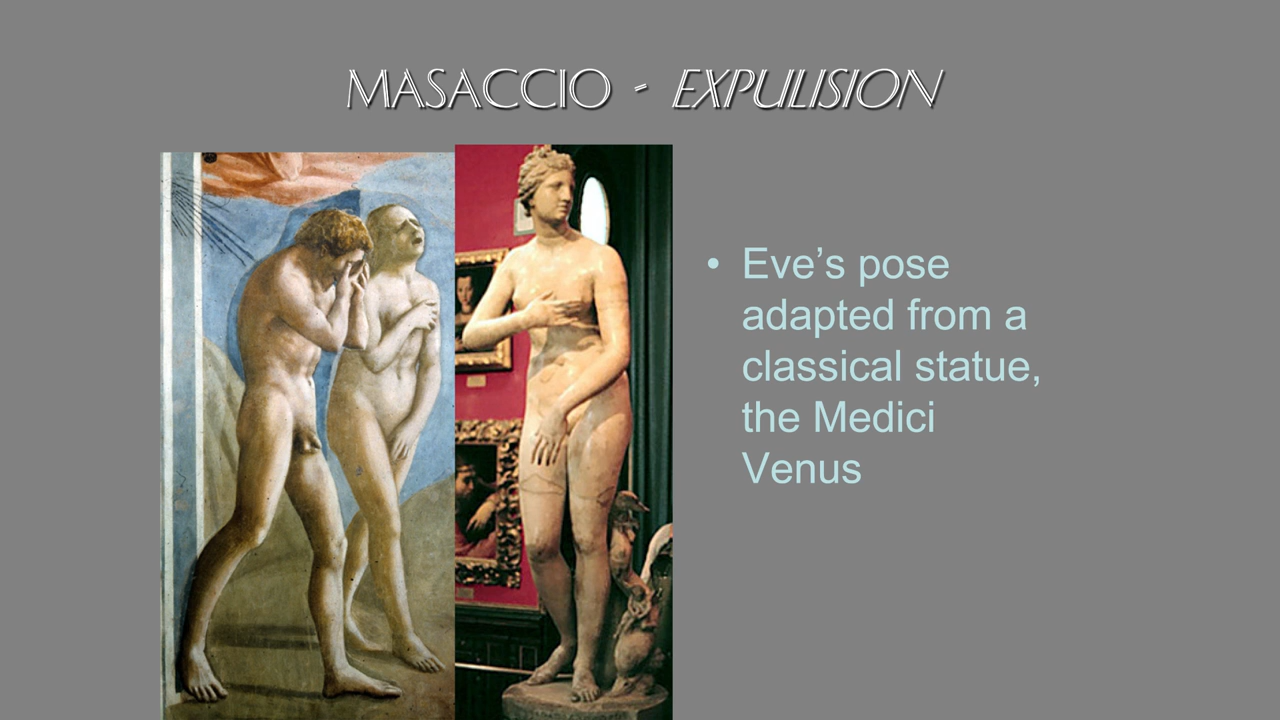 MASACCIO - EXPULISION
• Eve’s pose
adapted from a
classical statue,
the Medici
Venus